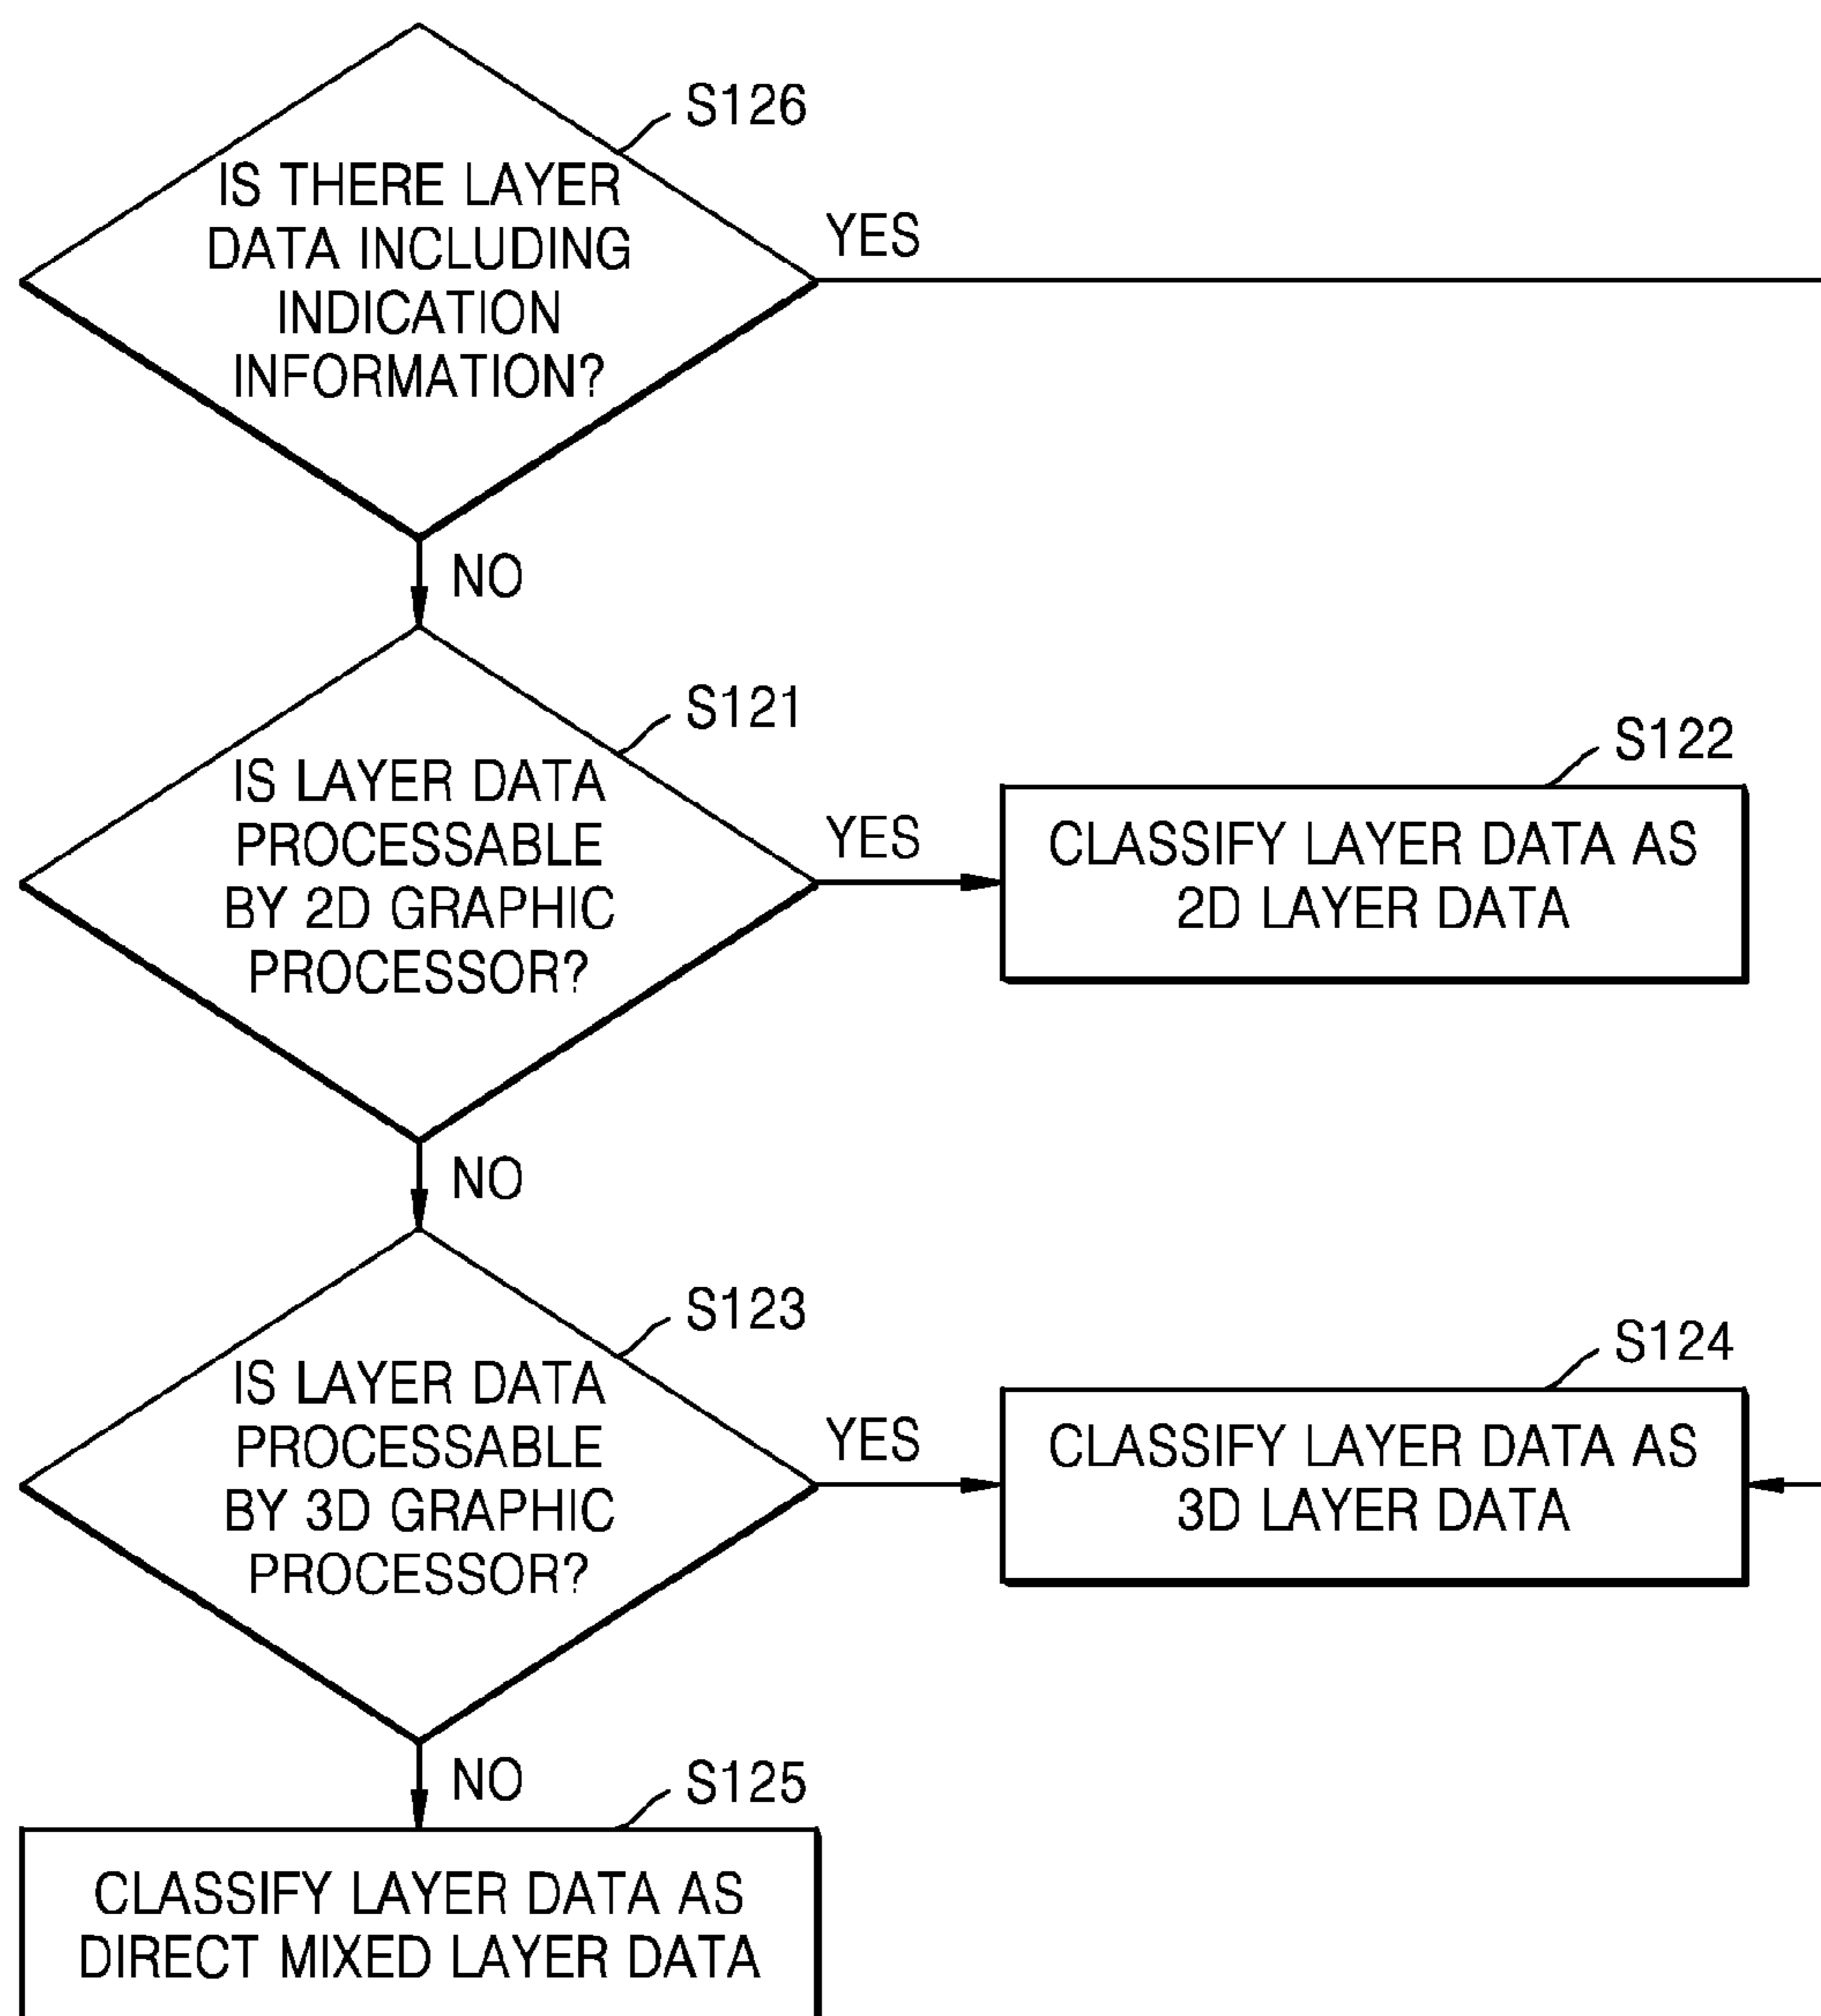 S126
IS THERE LAYER
DATA INCLUDING
INDICATION
INFORMATION?
YES
NO
S121
IS LAYER DATA
PROCESSABLE
BY 2D GRAPHIC
PROCESSOR?
YES
S122
CLASSIFY LAYER DATA AS
2D LAYER DATA
NO
S123
IS LAYER DATA
PROCESSABLE
BY 3D GRAPHIC
PROCESSOR?
YES
S124
CLASSIFY LAYER DATA AS
3D LAYER DATA
NO
S125
CLASSIFY LAYER DATA AS
DIRECT MIXED LAYER DATA